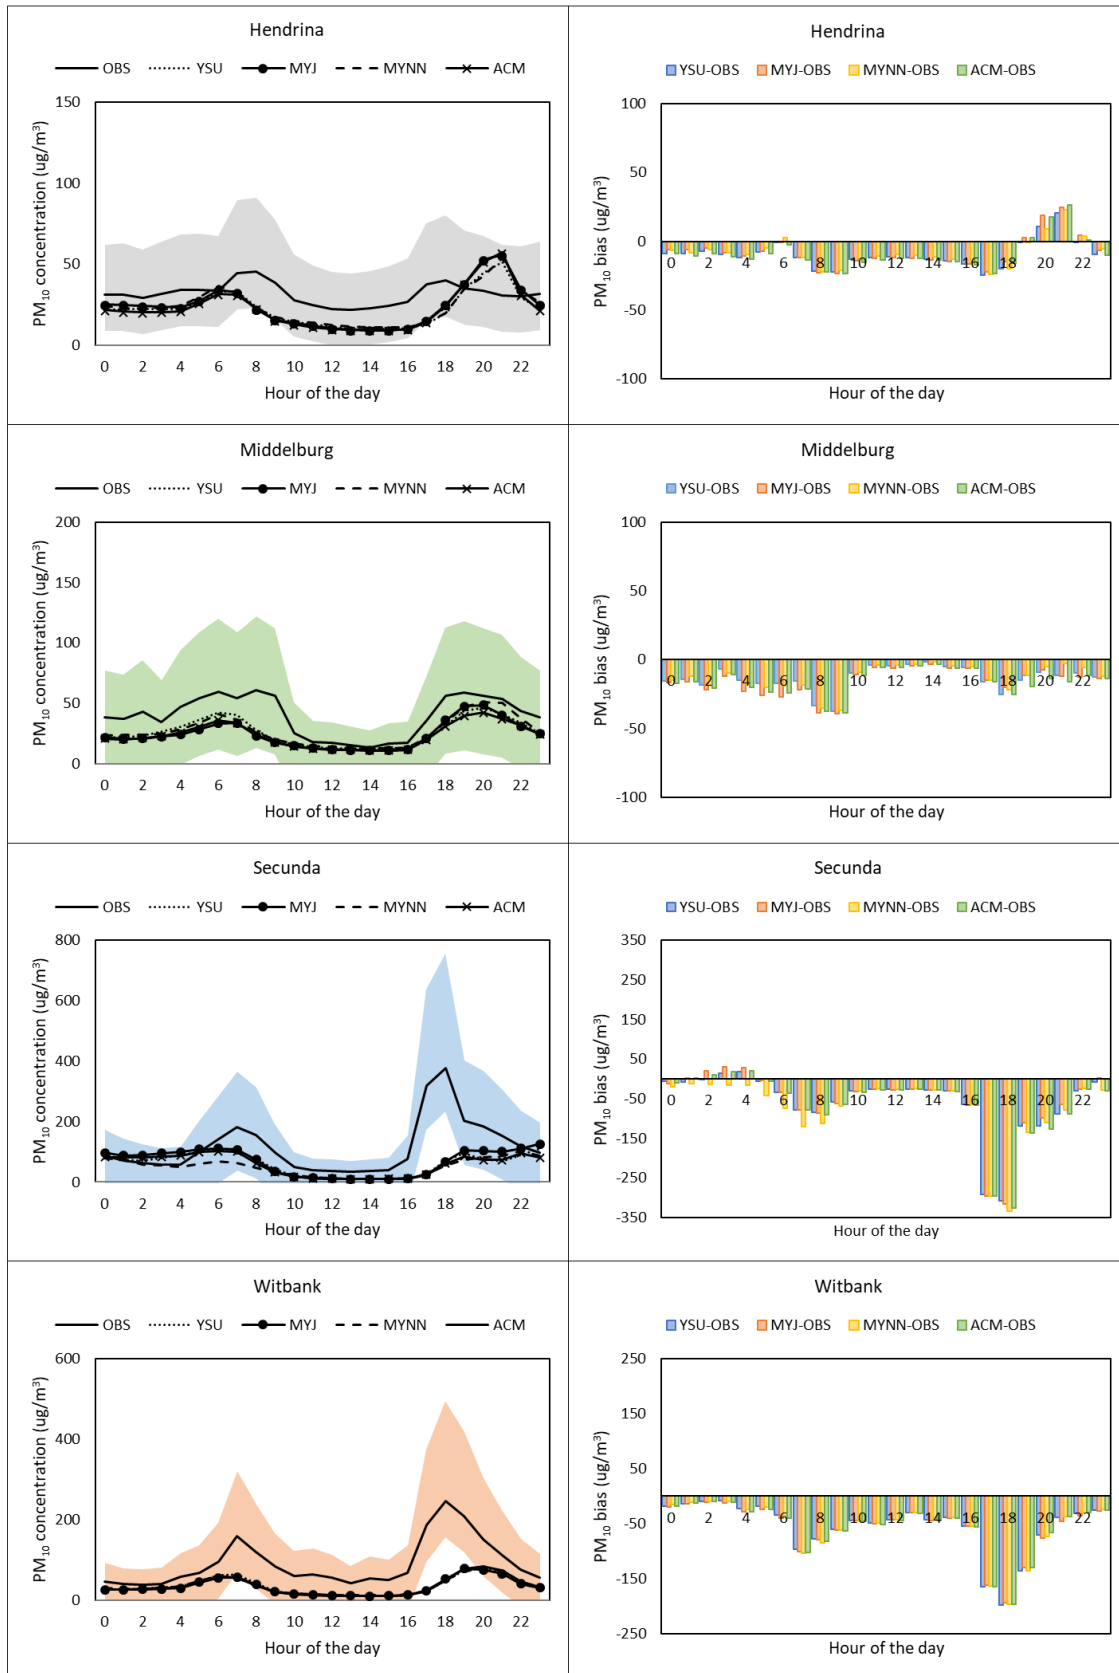 Hendrina
OBS YSU MYJ MYNN ACM
150
100
50
0
PM10 concentration (ug/m³)
0 2 4 6 8 10 12 14 16 18 20 22
Hour of the day
Hendrina
YSU-OBS MYJ-OBS MYNN-OBS ACM-OBS
100
50
0
-50
-100
PM10 bias (ug/m³)
0 2 4 6 8 10 12 14 16 18 20 22
Hour of the day
Middelburg
OBS YSU MYJ MYNN ACM
200
150
100
50
0
PM10 concentration (ug/m³)
0 2 4 6 8 10 12 14 16 18 20 22
Hour of the day
Middelburg
YSU-OBS MYJ-OBS MYNN-OBS ACM-OBS
100
50
0
-50
-100
PM10 bias (ug/m³)
0 2 4 6 8 10 12 14 16 18 20 22
Hour of the day
Secunda
OBS YSU MYJ MYNN ACM
800
600
400
200
0
PM10 concentration (ug/m³)
0 2 4 6 8 10 12 14 16 18 20 22
Hour of the day
Secunda
YSU-OBS MYJ-OBS MYNN-OBS ACM-OBS
350
250
150
50
-50
-150
-250
-350
PM10 bias (ug/m³)
0 2 4 6 8 10 12 14 16 18 20 22
Hour of the day
Witbank
OBS YSU MYJ MYNN ACM
600
400
200
0
PM10 concentration (ug/m³)
0 2 4 6 8 10 12 14 16 18 20 22
Hour of the day
Witbank
YSU-OBS MYJ-OBS MYNN-OBS ACM-OBS
250
150
50
-50
-150
-250
PM10 bias (ug/m³)
0 2 4 6 8 10 12 14 16 18 20 22
Hour of the day